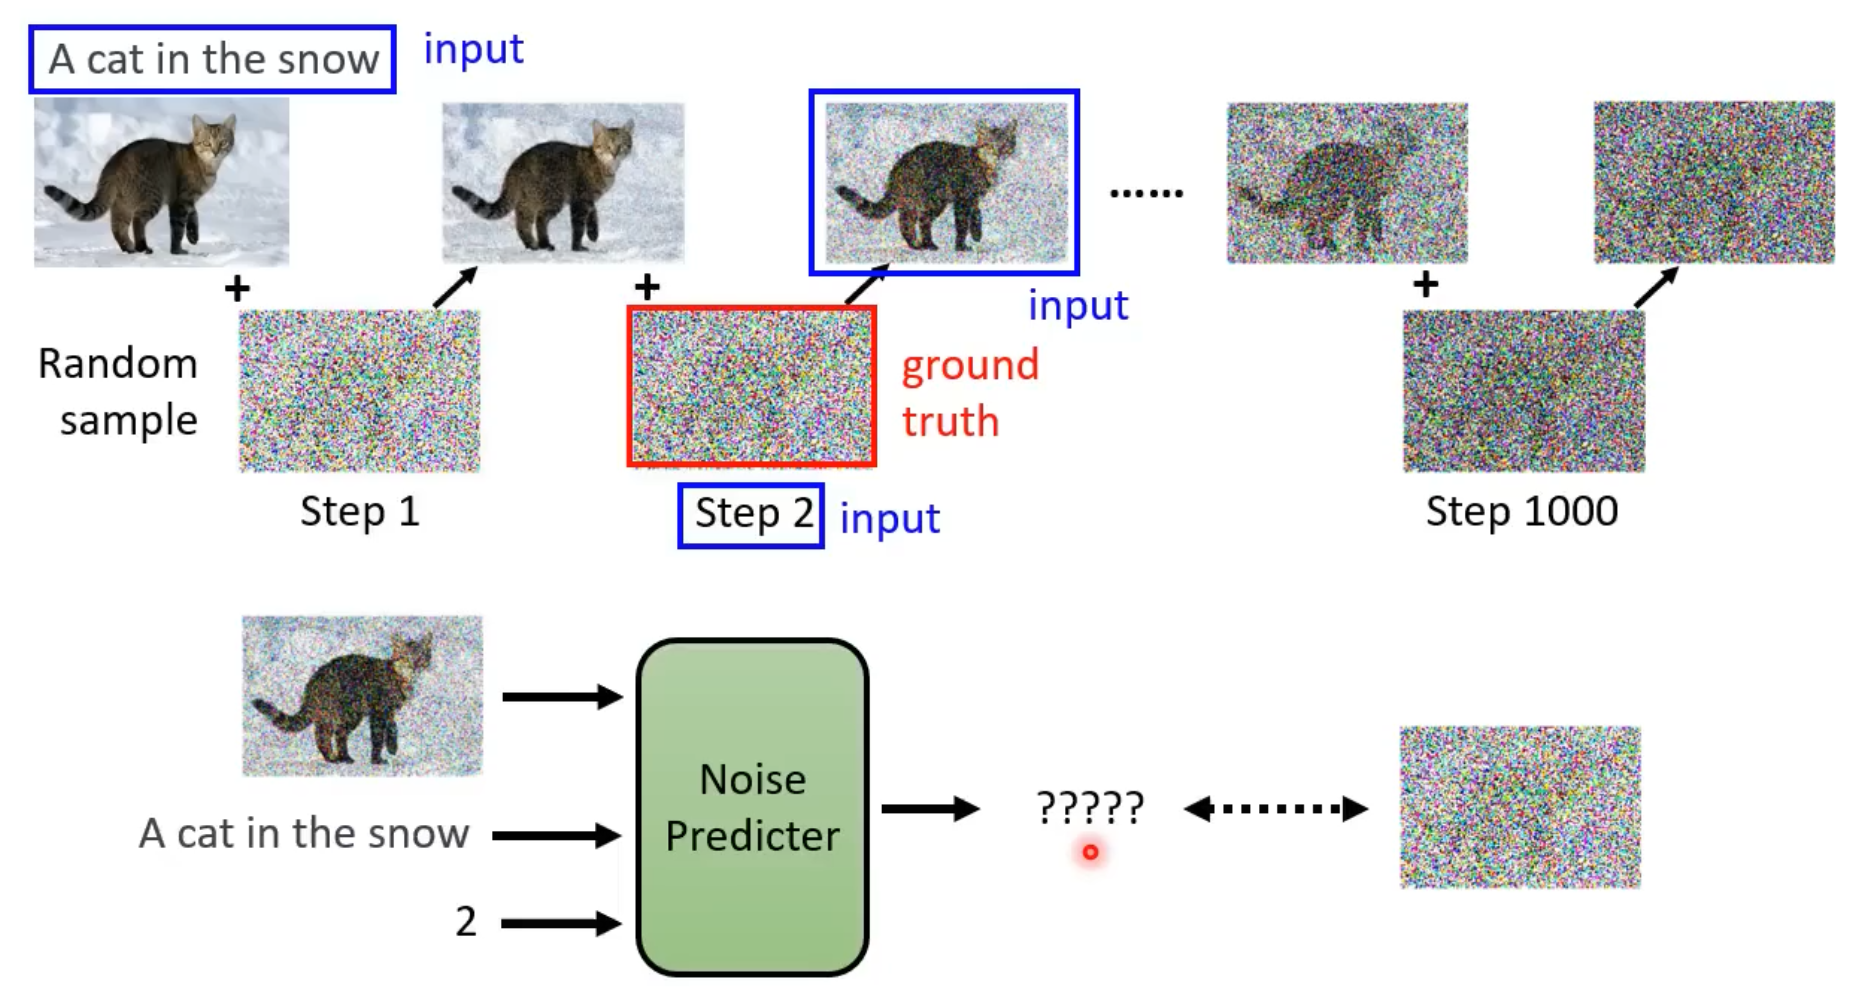 A cat in the snow
input
+
+
......
+
input
Random
sample
ground
truth
Step 1
Step 2
input
Step 1000
Noise
Predicter
?????
A cat in the snow
2